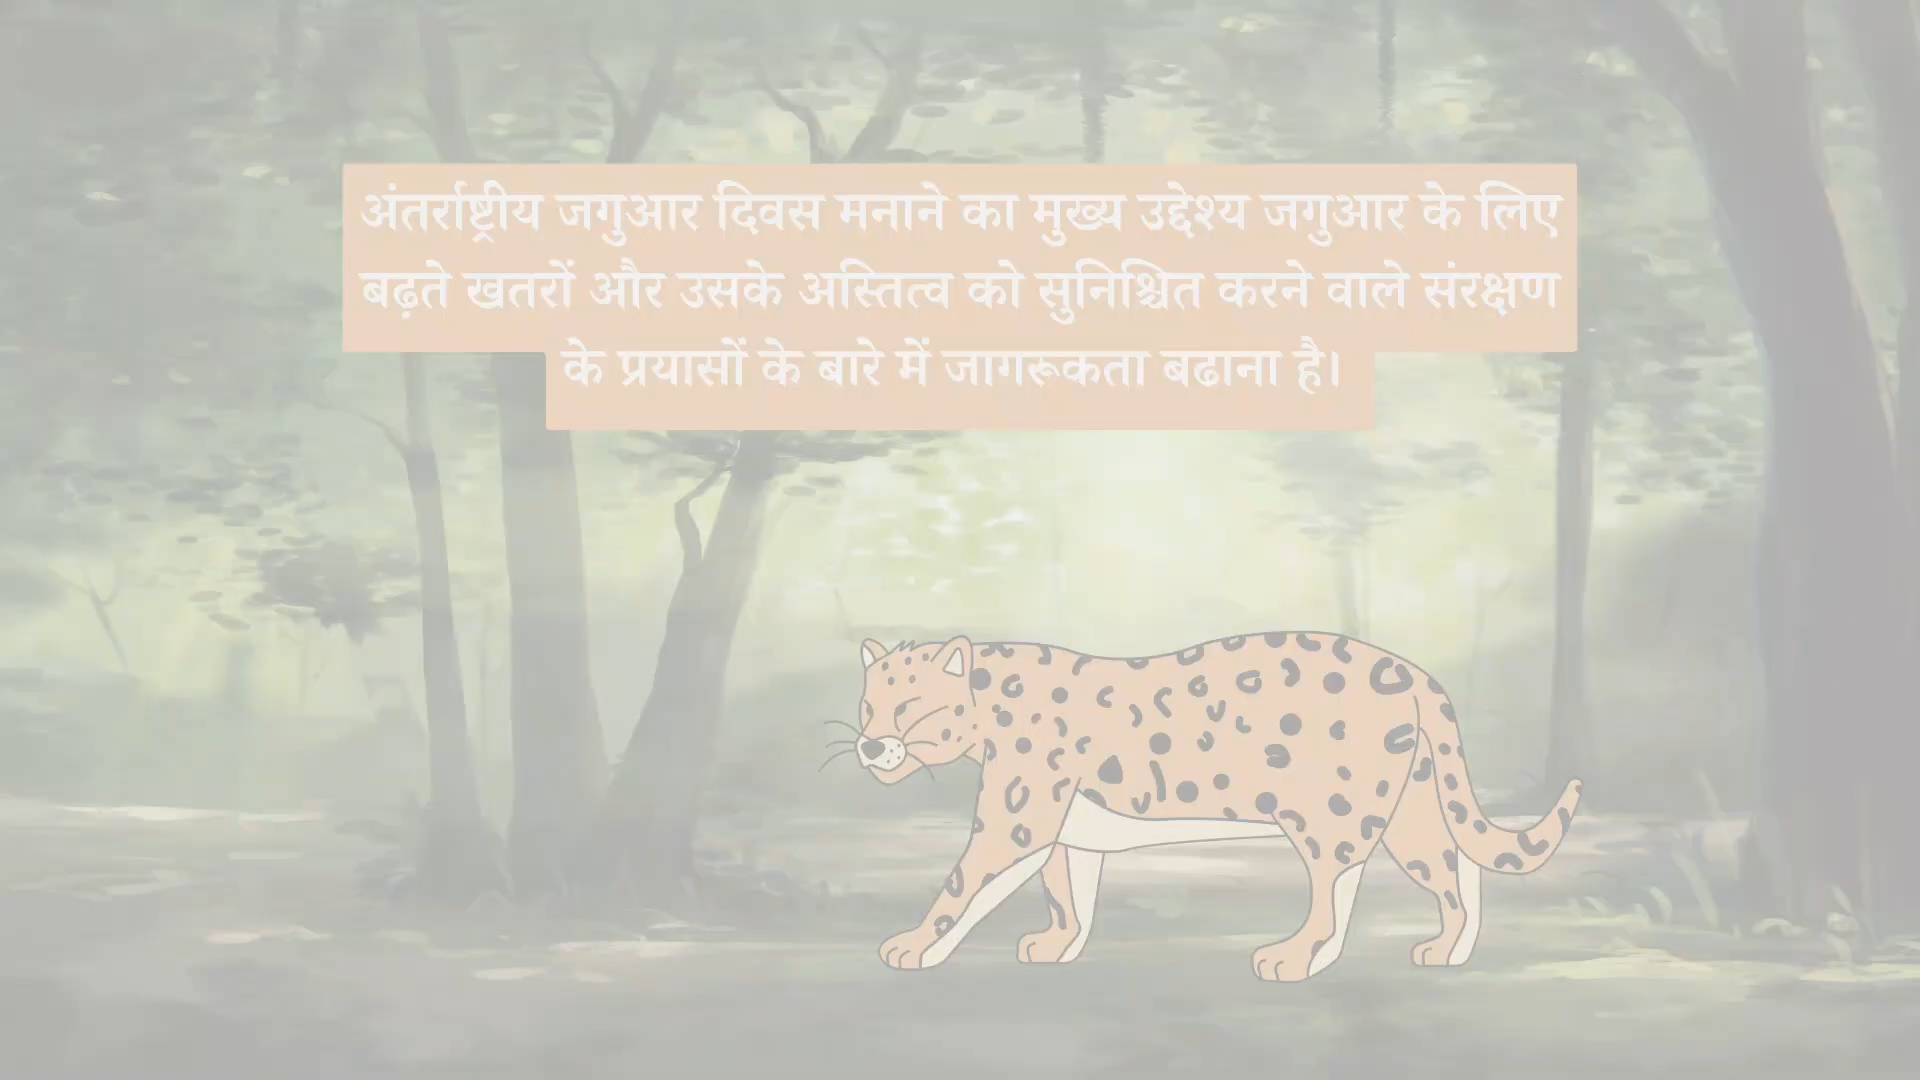 अंतर्राष्ट्रीय जगुआर दिवस मनाने का मुख्य उद्देश्य जगुआर के लिए
बढ़ते खतरों और उसके अस्तित्व को सुनिश्चित करने वाले संरक्षण
के प्रयासों के बारे में जागरूकता बढाना है।